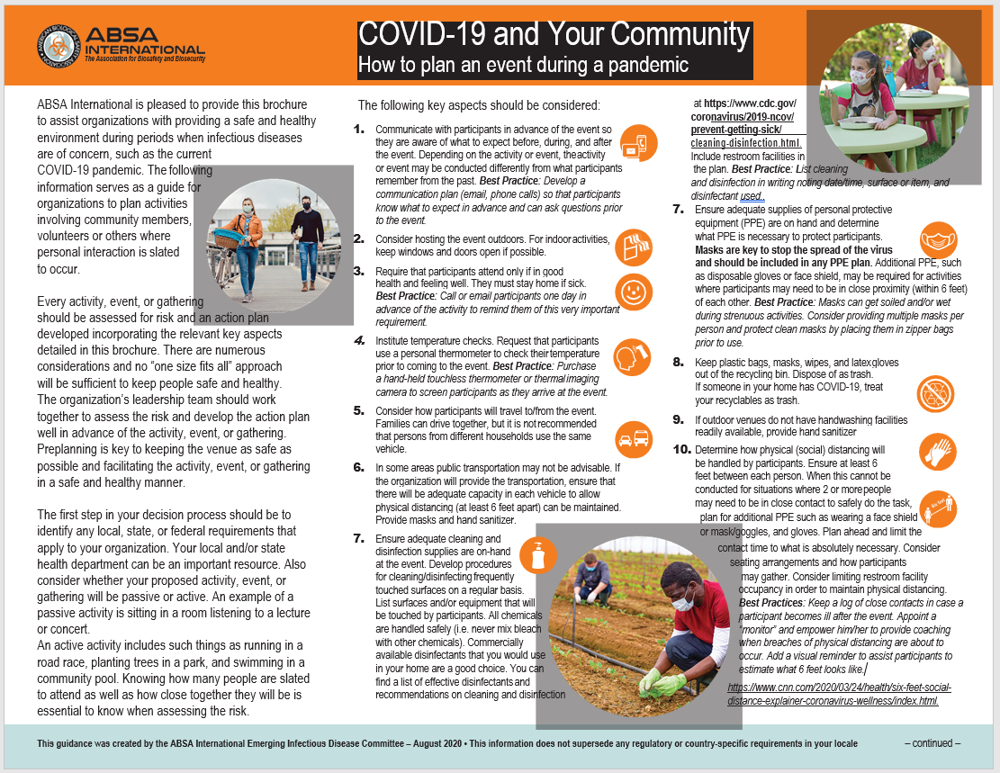 AMERICAN BIOLOGICAL SAFETY ASSOCIATION
ABSA
INTERNATIONAL
The Association for Biosafety and Biosecurity
COVID-19 and Your Community
How to plan an event during a pandemic
ABSA International is pleased to provide this brochure
to assist organizations with providing a safe and healthy
environment during periods when infectious diseases
are of concern, such as the current
COVID-19 pandemic. The following
information serves as a guide for
organizations to plan activities
involving community members,
volunteers or others where
personal interaction is slated
to occur.
Every activity, event, or gathering
should be assessed for risk and an action plan
developed incorporating the relevant key aspects
detailed in this brochure. There are numerous
considerations and no “one size fits all” approach
will be sufficient to keep people safe and healthy.
The organization’s leadership team should work
together to assess the risk and develop the action plan
well in advance of the activity, event, or gathering.
Preplanning is key to keeping the venue as safe as
possible and facilitating the activity, event, or gathering
in a safe and healthy manner.
The first step in your decision process should be to
identify any local, state, or federal requirements that
apply to your organization. Your local and/or state
health department can be an important resource. Also
consider whether your proposed activity, event, or
gathering will be passive or active. An example of a
passive activity is sitting in a room listening to a lecture
or concert.
An active activity includes such things as running in a
road race, planting trees in a park, and swimming in a
community pool. Knowing how many people are slated
to attend as well as how close together they will be is
essential to know when assessing the risk.
The following key aspects should be considered:
1. Communicate with participants in advance of the event so
they are aware of what to expect before, during, and after
the event. Depending on the activity or event, theactivity
or event may be conducted differently from what participants
remember from the past. Best Practice: Develop a
communication plan (email, phone calls) so that participants
know what to expect in advance and can ask questions prior
to the event.
2. Consider hosting the event outdoors. For indooractivities,
keep windows and doors open if possible.
3. Require that participants attend only if in good
health and feeling well. They must stay home if sick.
Best Practice: Call or email participants one day in
advance of the activity to remind them of this very important
requirement.
4. Institute temperature checks. Request that participants
use a personal thermometer to check theirtemperature
prior to coming to the event. Best Practice: Purchase
a hand-held touchless thermometer or thermalimaging
camera to screen participants as they arrive at the event.
5. Consider how participants will travel to/from the event.
Families can drive together, but it is notrecommended
that persons from different households use the same
vehicle.
6. In some areas public transportation may not be advisable. If
the organization will provide the transportation, ensure that
there will be adequate capacity in each vehicle to allow
physical distancing (at least 6 feet apart) can be maintained.
Provide masks and hand sanitizer.
7. Ensure adequate cleaning and
disinfection supplies are on-hand
at the event. Develop procedures
for cleaning/disinfecting frequently
touched surfaces on a regular basis.
List surfaces and/or equipment that will
be touched by participants. All chemicals
are handled safely (i.e. never mix bleach
with other chemicals). Commercially
available disinfectants that you would use
in your home are a good choice. You can
find a list of effective disinfectants and
recommendations on cleaning and disinfection
at https://www.cdc.gov/
coronavirus/2019-ncov/
prevent-getting-sick/
cleaning-disinfection.html.
Include restroom facilities in
the plan. Best Practice: List cleaning
and disinfection in writing noting date/time, surface or item, and
disinfectant used..
7. Ensure adequate supplies of personal protective
equipment (PPE) are on hand and determine
what PPE is necessary to protect participants.
Masks are key to stop the spread of the virus
and should be included in any PPE plan. Additional PPE, such
as disposable gloves or face shield, may be required for activities
where participants may need to be in close proximity (within 6 feet)
of each other. Best Practice: Masks can get soiled and/or wet
during strenuous activities. Consider providing multiple masks per
person and protect clean masks by placing them in zipper bags
prior to use.
8. Keep plastic bags, masks, wipes, and latexgloves
out of the recycling bin. Dispose of as trash.
If someone in your home has COVID-19, treat
your recyclables as trash.
9. If outdoor venues do not have handwashing facilities
readily available, provide hand sanitizer
10. Determine how physical (social) distancing will
be handled by participants. Ensure at least 6
feet between each person. When this cannot be
conducted for situations where 2 or more people
may need to be in close contact to safely do the task,
plan for additional PPE such as wearing a face shield
or mask/goggles, and gloves. Plan ahead and limit the
contact time to what is absolutely necessary. Consider
seating arrangements and how participants
may gather. Consider limiting restroom facility
occupancy in order to maintain physical distancing.
Best Practices: Keep a log of close contacts in case a
participant becomes ill after the event. Appoint a
“monitor” and empower him/her to provide coaching
when breaches of physical distancing are about to
occur. Add a visual reminder to assist participants to
estimate what 6 feet looks like.
https://www.cnn.com/2020/03/24/health/six-feet-social-
distance-explainer-coronavirus-wellness/index.html.
This guidance was created by the ABSA International Emerging Infectious Disease Committee – August 2020 • This information does not supersede any regulatory or country-specific requirements in your locale
– continued –